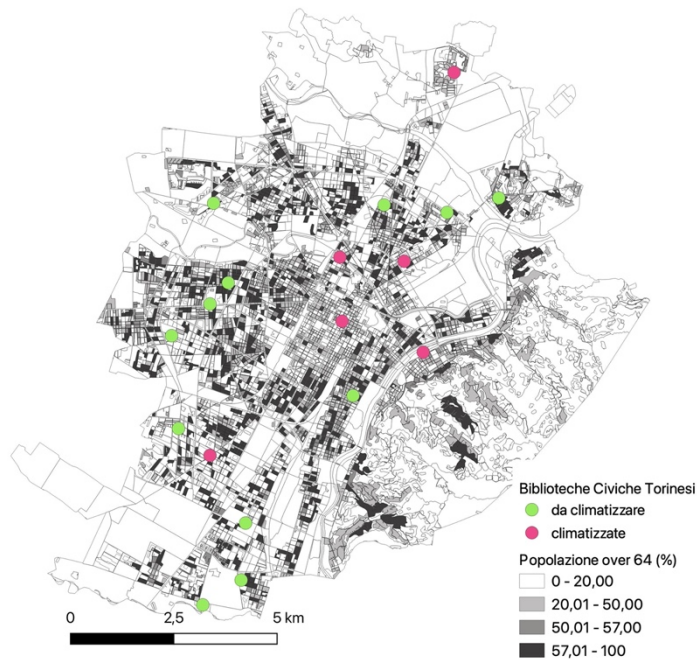 Biblioteche Civiche Torinesi
da climatizzare
climatizzate
Popolazione over 64 (%)
0 - 20,00
20,01 - 50,00
50,01 - 57,00
57,01 - 100
0 2,5 5 km